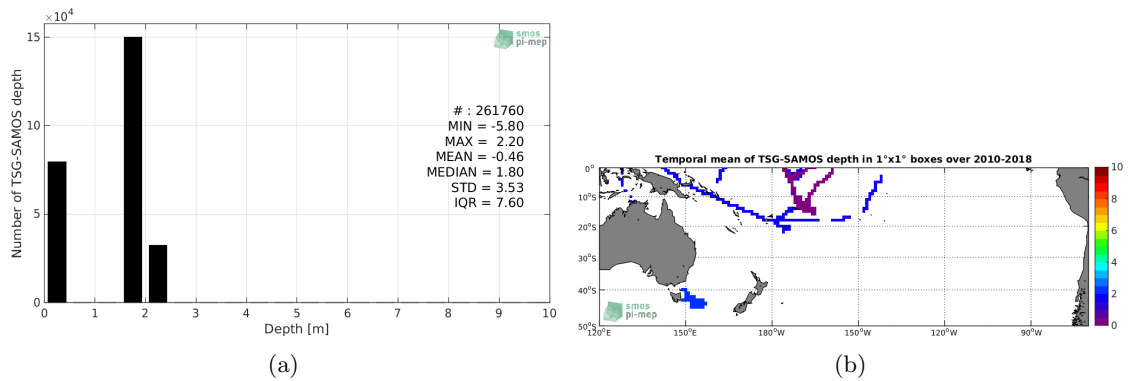 ×10⁴
15
10
5
0
Number of TSG-SAMOS depth
smos
pi-mep
# : 261760
MIN = -5.80
MAX = 2.20
MEAN = -0.46
MEDIAN = 1.80
STD = 3.53
IQR = 7.60
0 1 2 3 4 5 6 7 8 9 10
Depth [m]
(a)
Temporal mean of TSG-SAMOS depth in 1°x1° boxes over 2010-2018
0°
10°S
20°S
30°S
40°S
50°S
120°E 150°E 180°W 150°W 120°W 90°W
smos
pi-mep
10
8
6
4
2
0
(b)